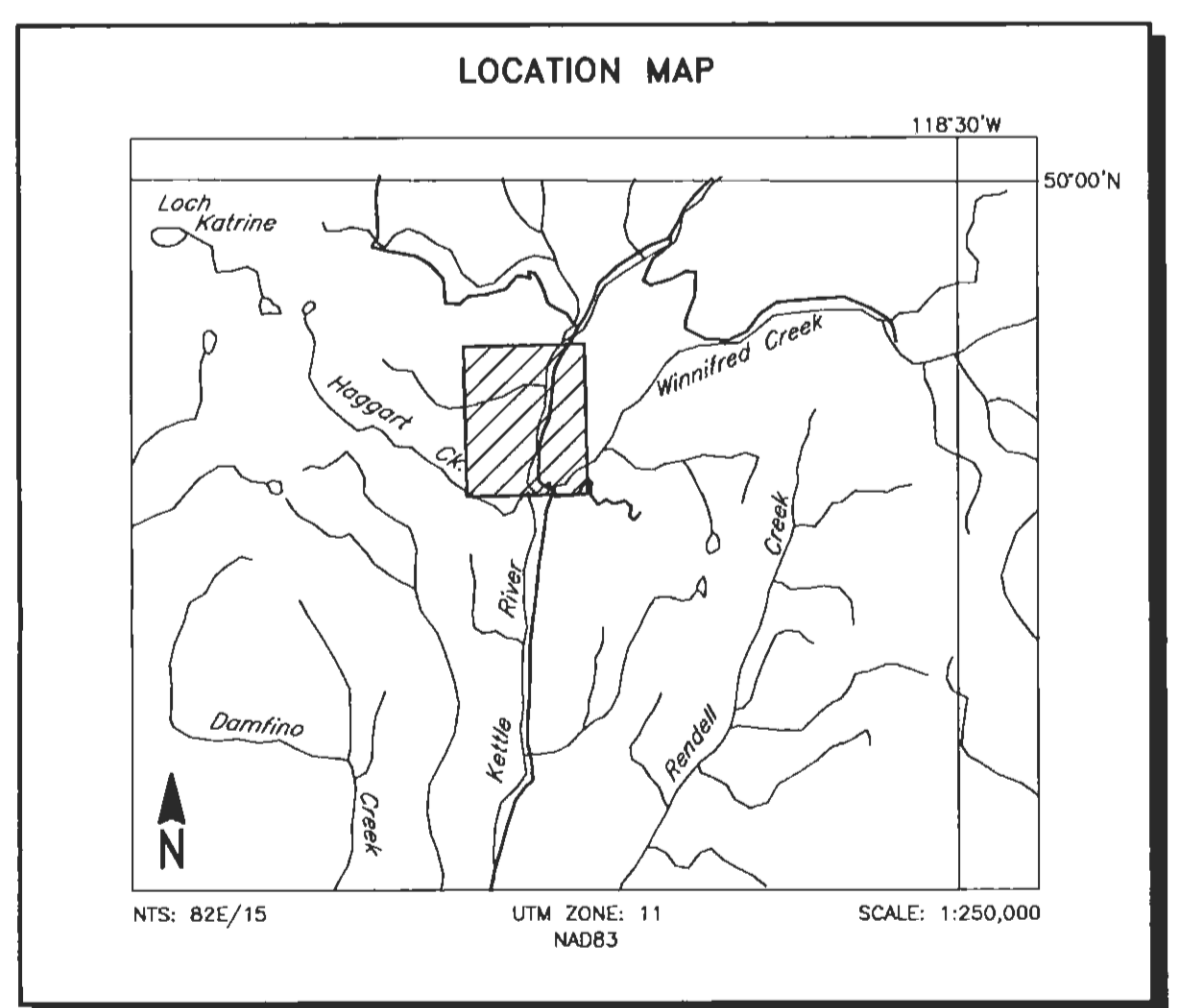 LOCATION MAP
118°30'W
50°00'N
Loch
Katrine
Winnifred Creek
Haggart
Ck.
Creek
River
Damfino
Kettle
Rendell
Creek
N
NTS: 82E/15
UTM ZONE: 11
SCALE: 1:250,000
NAD83